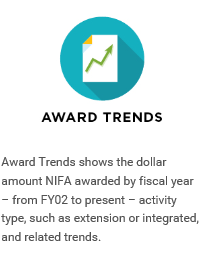 AWARD TRENDS
Award Trends shows the dollar
amount NIFA awarded by fiscal year
– from FY02 to present – activity
type, such as extension or integrated,
and related trends.